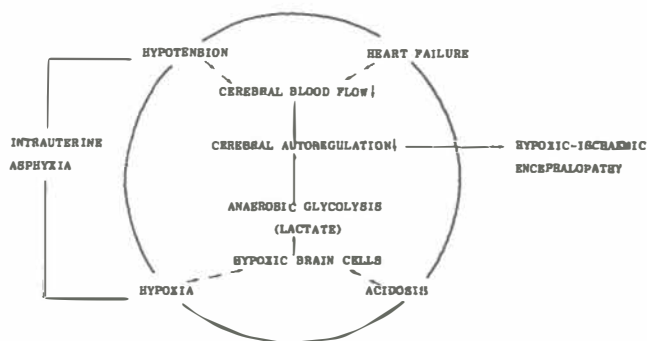 HYPOTENSION
HEART FAILURE
CEREBRAL BLOOD FLOW↓
INTRAUTERINE
ASPHYXIA
CEREBRAL AUTOREGULATION↓
HYPOXIC-ISCHAEMIC
ENCEPHALOPATHY
ANAEROBIC GLYCOLYSIS
(LACTATE)
HYPOXIC BRAIN CELLS
HYPOXIA
ACIDOSIS